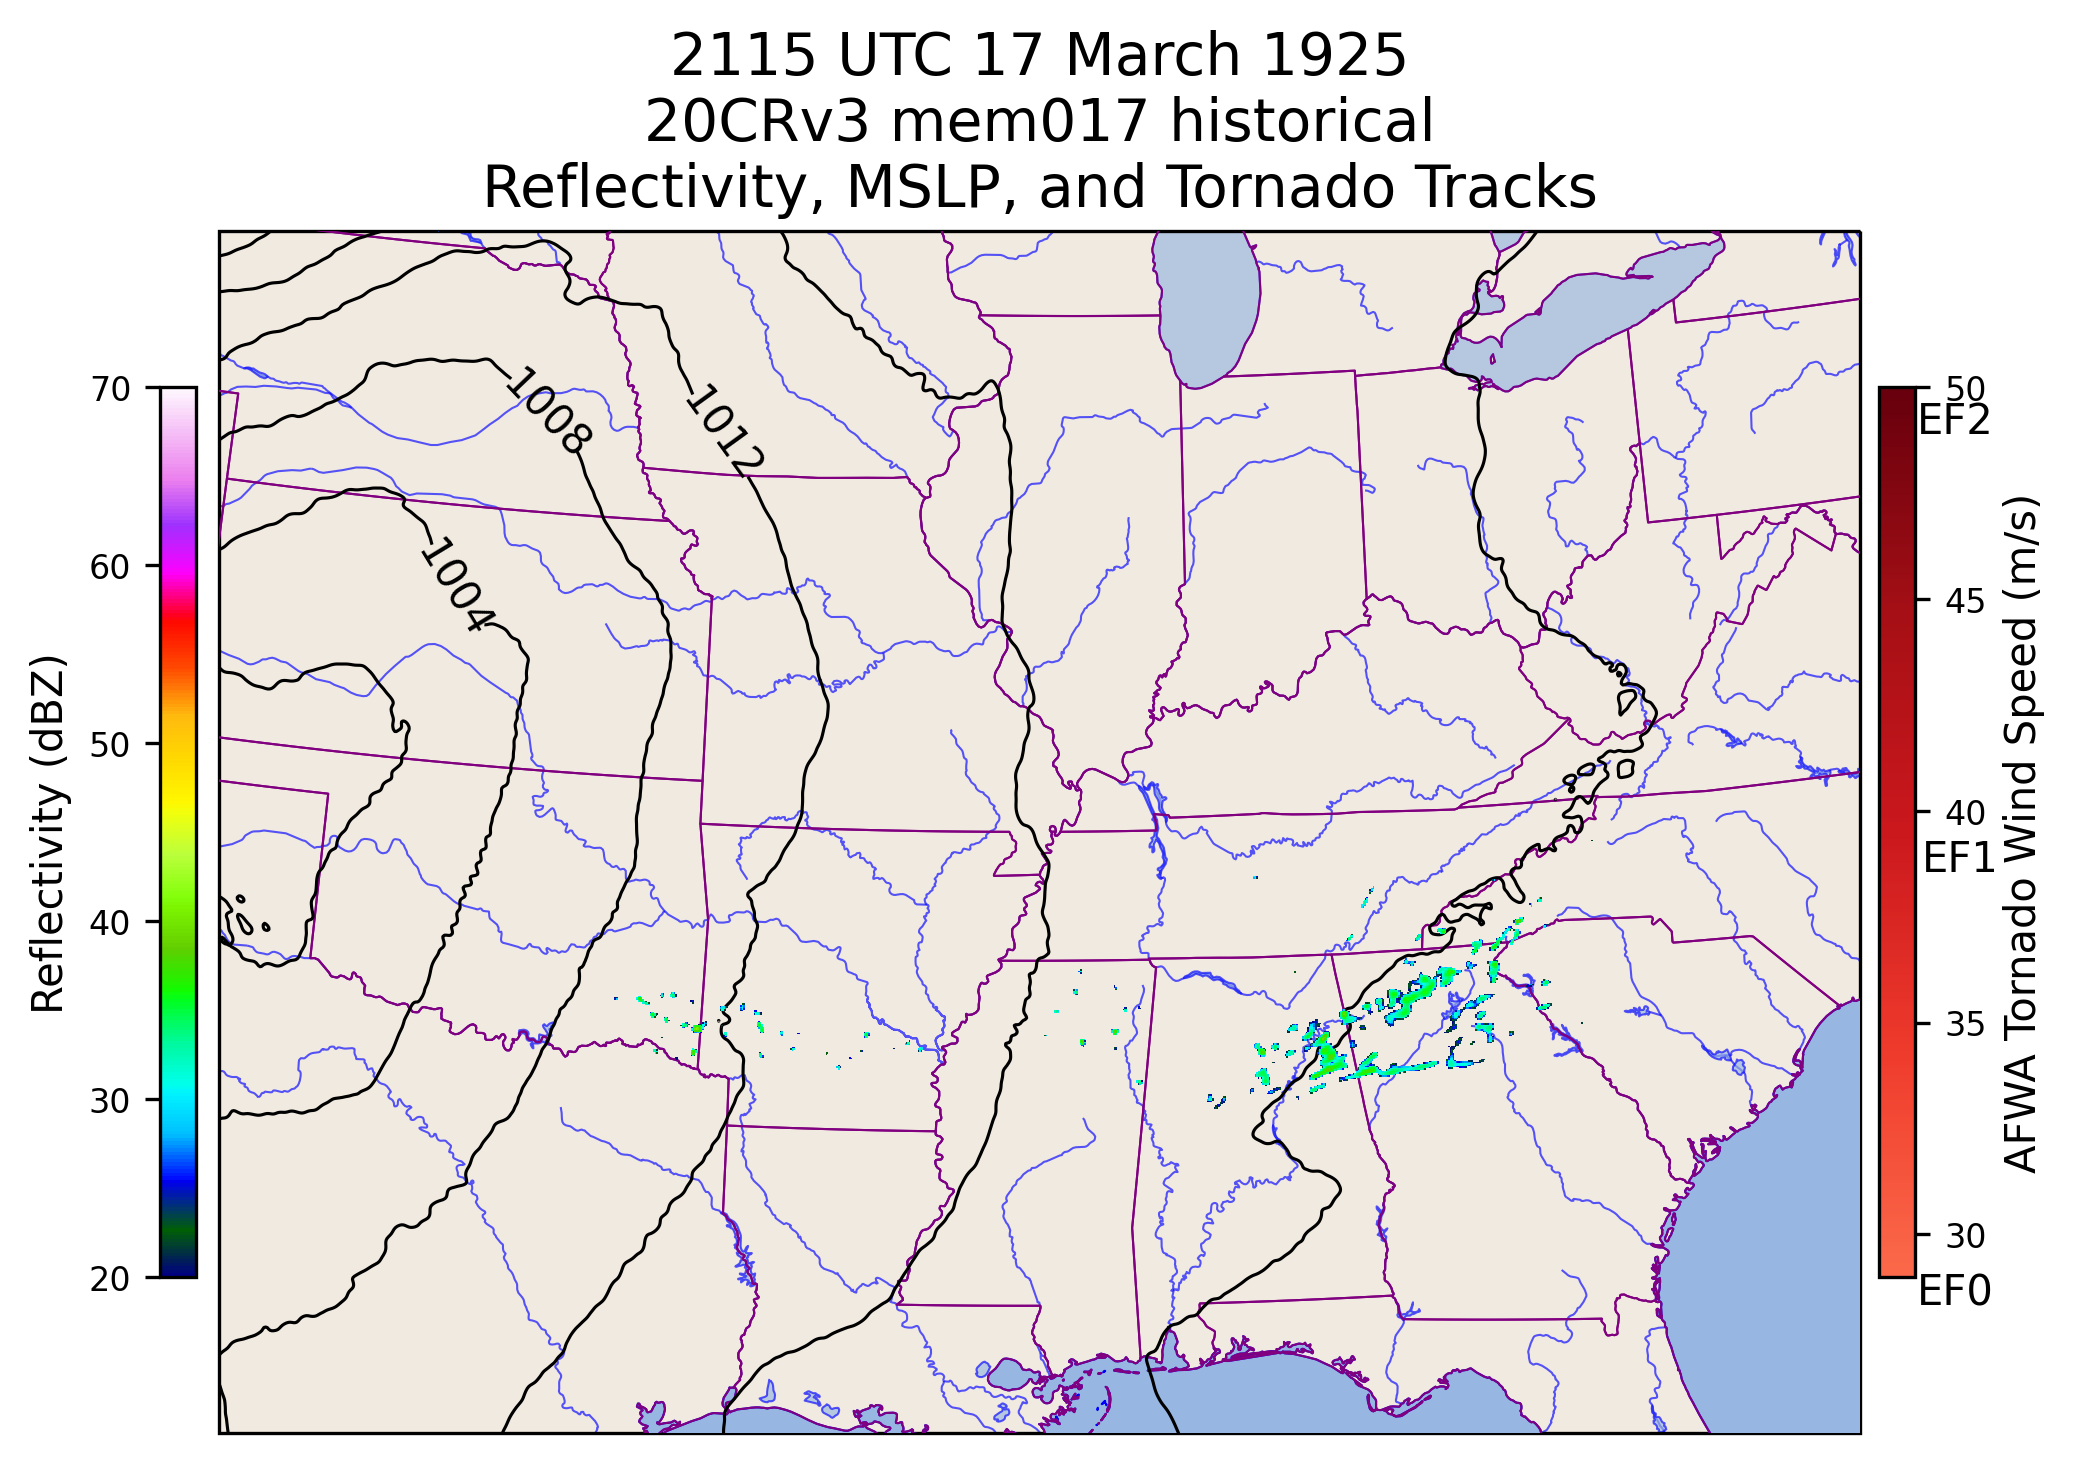 2115 UTC 17 March 1925
20CRv3 mem017 historical
Reflectivity, MSLP, and Tornado Tracks
70
60
50
40
30
20
Reflectivity (dBZ)
1008
1012
1004
50
EF2
45
40
EF1
35
30
EF0
AFWA Tornado Wind Speed (m/s)